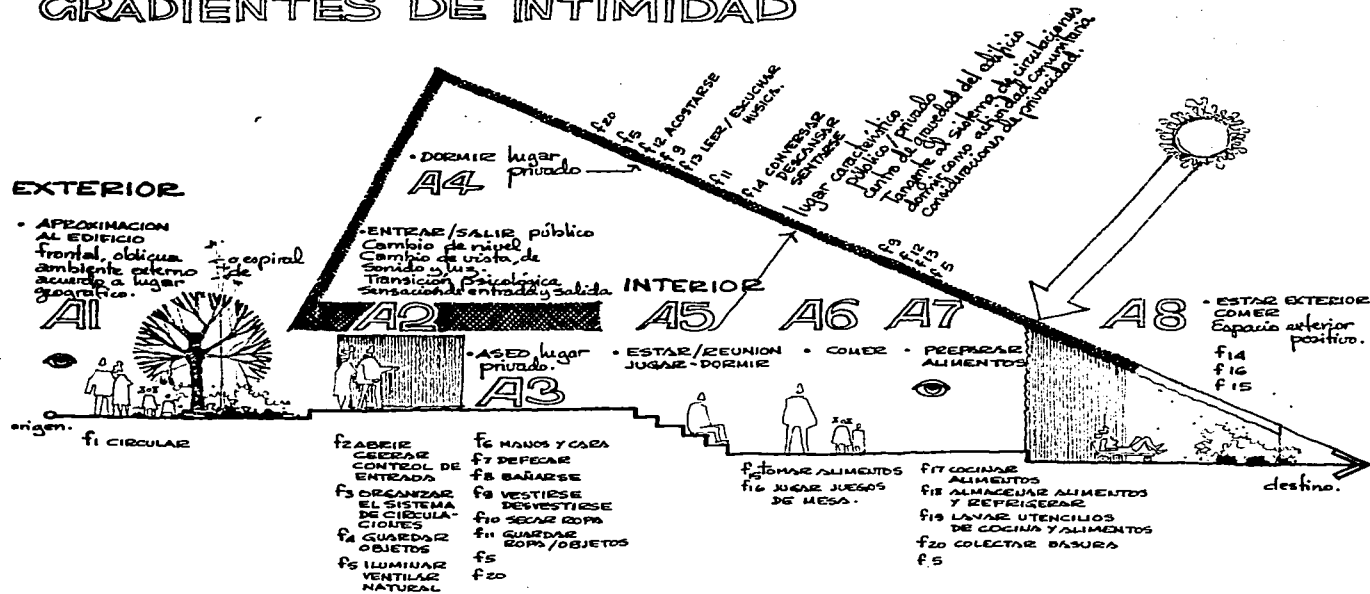 GRADIENTES DE INTIMIDAD
EXTERIOR
• APROXIMACION
AL EDIFICIO
frontal, oblicua o espiral
ambiente externo de
acuerdo a lugar
geográfico.
A1
origen.
f1 CIRCULAR
• DORMIR lugar
privado
A4
• ENTRAR/SALIR público
Cambio de nivel
Cambio de vista, de
sonido y luz.
Transición Psicológica
Sensaciones de entrada y salida
A2
• ASEO lugar
privado.
A3
f2 ABRIR
CERRAR
CONTROL DE
ENTRADA
f3 ORGANIZAR
EL SISTEMA
DE CIRCULA-
CIONES
f4 GUARDAR
OBJETOS
f5 ILUMINAR
VENTILAR
NATURAL
f6 MANOS Y CARA
f7 DEFECAR
f8 BAÑARSE
f9 VESTIRSE
DESVESTIRSE
f10 SECAR ROPA
f11 GUARDAR
ROPA/OBJETOS
f5
f20
f20
f5
f12 ACOSTARSE
f9
f13 LEER/ESCUCHAR
MUSICA.
f11
f14 CONVERSAR
DESCANSAR
SENTARSE
lugar característico
público/privado
centro de gravedad del edificio
Tangente al sistema de circulaciones
dormir como actividad comunitaria
consideraciones de privacidad.
f9
f12
f13
f5
INTERIOR
A5
• ESTAR/REUNION
JUGAR-DORMIR
A6
• COMER
A7
• PREPARAR
ALIMENTOS
f15 TOMAR ALIMENTOS
f16 JUGAR JUEGOS
DE MESA.
f17 COCINAR
ALIMENTOS
f18 ALMACENAR ALIMENTOS
Y REFRIGERAR
f19 LAVAR UTENCILIOS
DE COCINA Y ALIMENTOS
f20 COLECTAR BASURA
f.5
A8
• ESTAR EXTERIOR
COMER
Espacio exterior
positivo.
f14
f16
f15
destino.